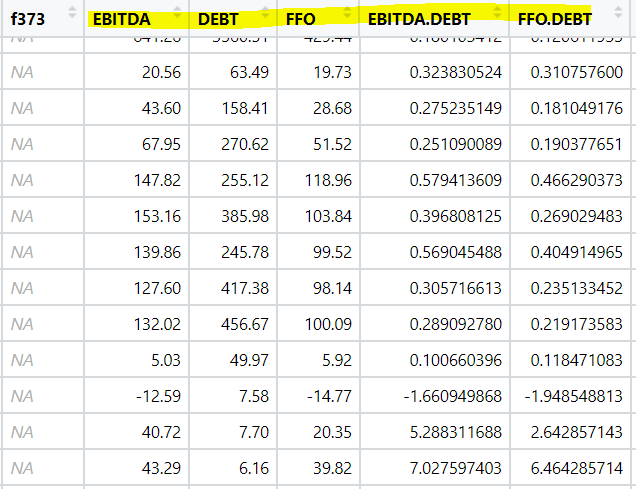 f373 EBITDA DEBT FFO EBITDA.DEBT FFO.DEBT
NA 20.56 63.49 19.73 0.323830524 0.310757600
NA 43.60 158.41 28.68 0.275235149 0.181049176
NA 67.95 270.62 51.52 0.251090089 0.190377651
NA 147.82 255.12 118.96 0.579413609 0.466290373
NA 153.16 385.98 103.84 0.396808125 0.269029483
NA 139.86 245.78 99.52 0.569045488 0.404914965
NA 127.60 417.38 98.14 0.305716613 0.235133452
NA 132.02 456.67 100.09 0.289092780 0.219173583
NA 5.03 49.97 5.92 0.100660396 0.118471083
NA -12.59 7.58 -14.77 -1.660949868 -1.948548813
NA 40.72 7.70 20.35 5.288311688 2.642857143
NA 43.29 6.16 39.82 7.027597403 6.464285714